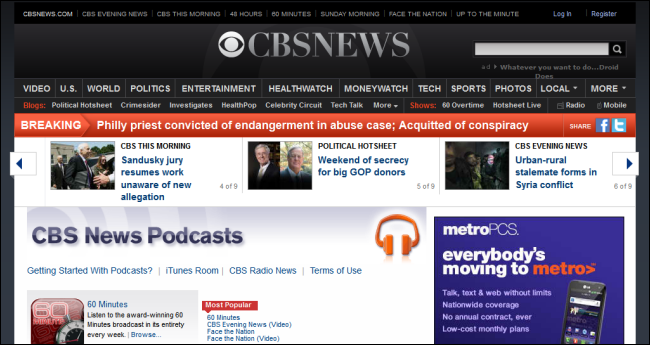 CBSNEWS.COM | CBS EVENING NEWS | CBS THIS MORNING | 48 HOURS | 60 MINUTES | SUNDAY MORNING | FACE THE NATION | UP TO THE MINUTE Log In | Register
CBSNEWS
ad Whatever you want to do...Droid
Does
VIDEO U.S. WORLD POLITICS ENTERTAINMENT HEALTHWATCH MONEYWATCH TECH SPORTS PHOTOS LOCAL MORE
Blogs: Political Hotsheet Crimesider Investigates HealthPop Celebrity Circuit Tech Talk More Shows: 60 Overtime Hotsheet Live Radio Mobile
BREAKING Philly priest convicted of endangerment in abuse case; Acquitted of conspiracy SHARE
CBS THIS MORNING
Sandusky jury
resumes work
unaware of new
allegation
4 of 9
POLITICAL HOTSHEET
Weekend of secrecy
for big GOP donors
5 of 9
CBS EVENING NEWS
Urban-rural
stalemate forms in
Syria conflict
6 of 9
CBS News Podcasts
Getting Started With Podcasts? | iTunes Room | CBS Radio News | Terms of Use
60
MINUTES
60 Minutes
Listen to the award-winning 60
Minutes broadcast in its entirety
every week. | Browse...
Most Popular
60 Minutes
CBS Evening News (Video)
Face the Nation
Face the Nation (Video)
metroPCS.
everybody's
moving to metro>
Talk, text & web without limits
Nationwide coverage
No annual contract, ever
Low-cost monthly plans